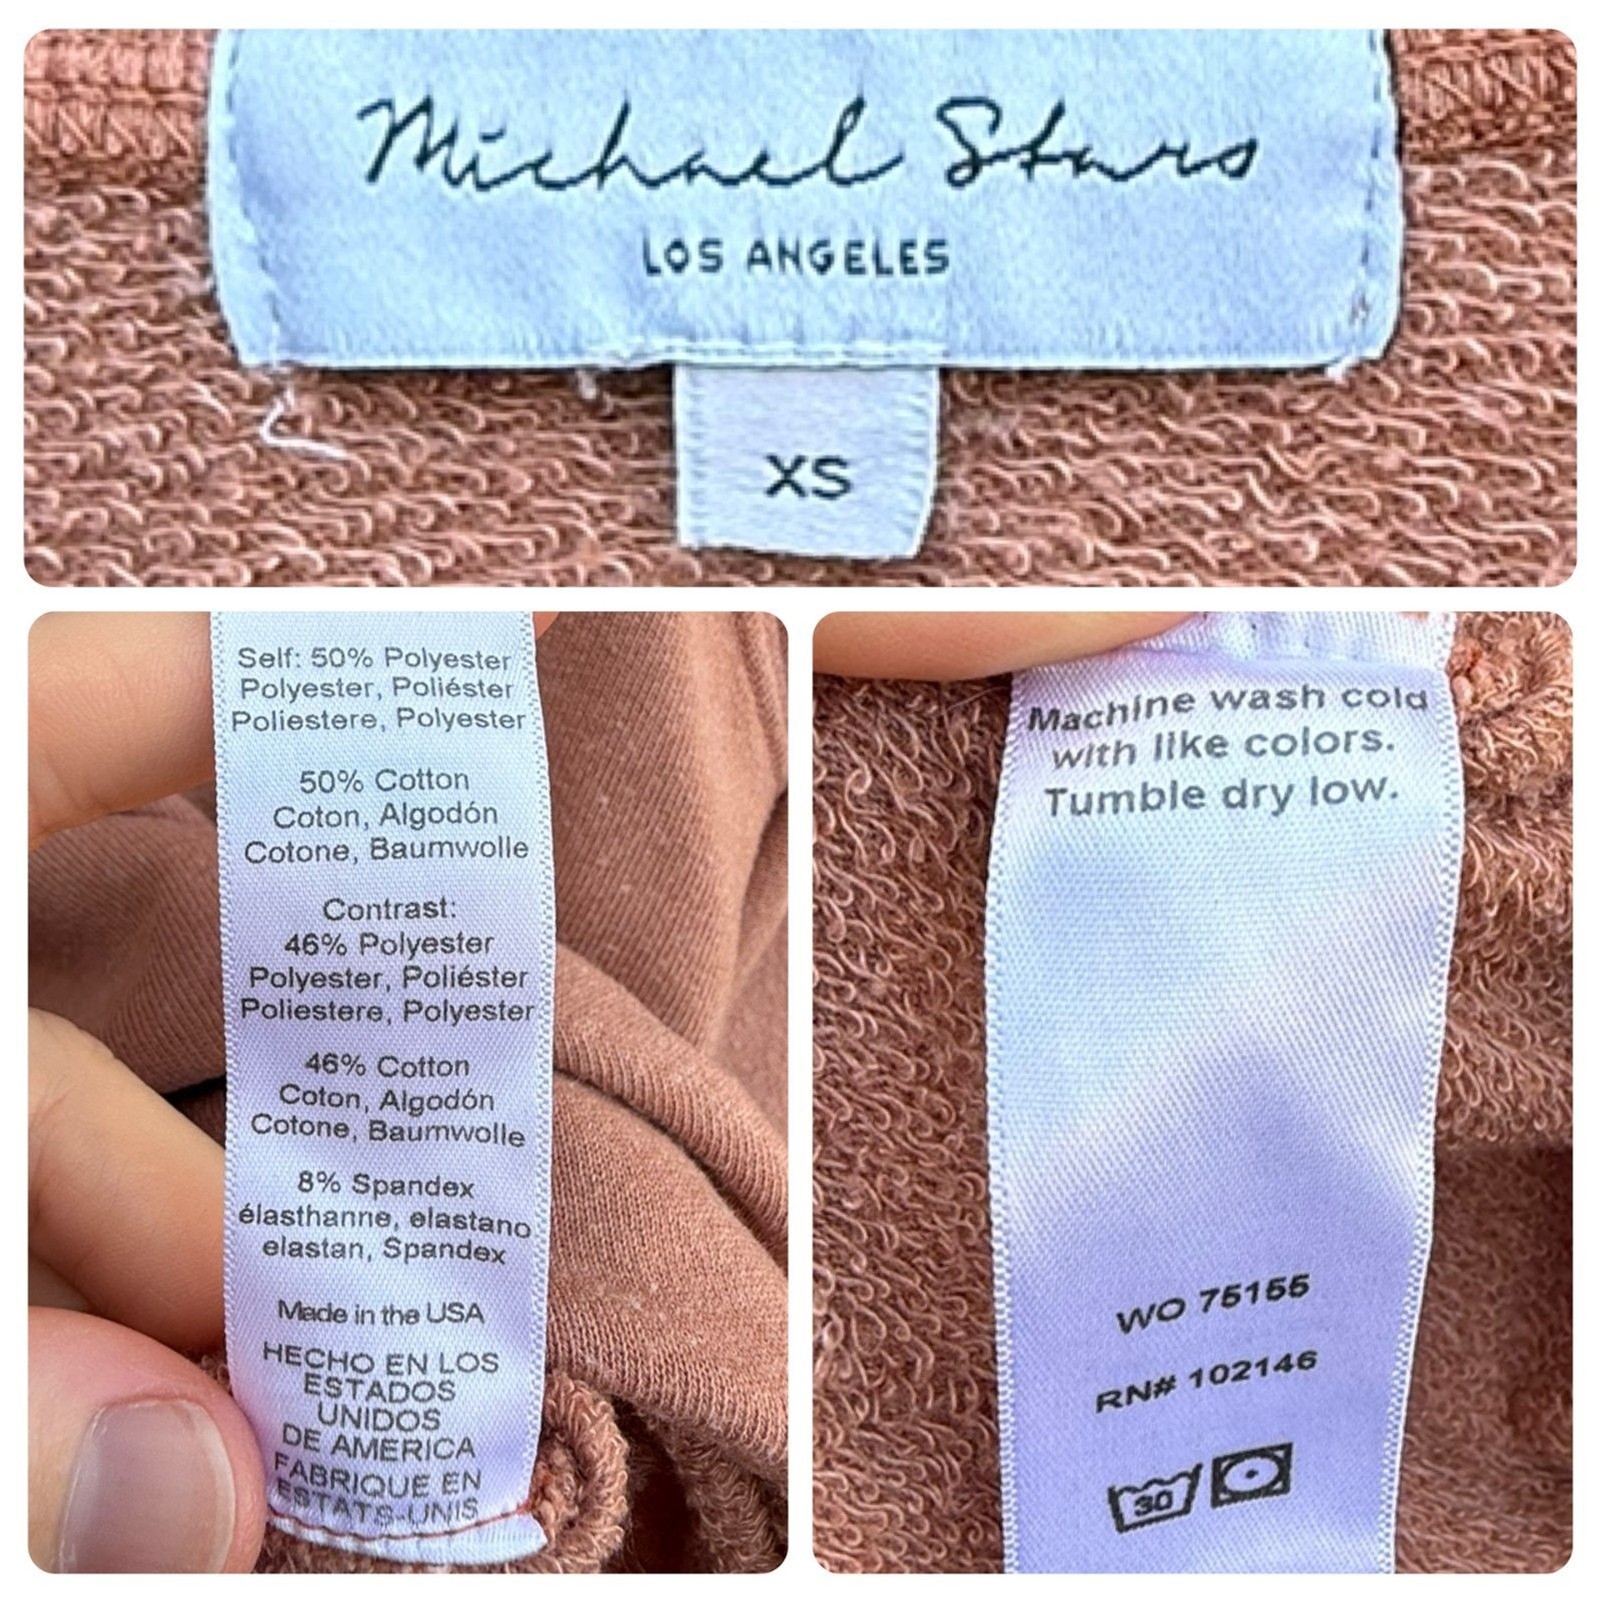 Michael Stars
LOS ANGELES
XS
Self: 50% Polyester
Polyester, Poliéster
Poliestere, Polyester
50% Cotton
Coton, Algodón
Cotone, Baumwolle
Contrast:
46% Polyester
Polyester, Poliéster
Poliestere, Polyester
46% Cotton
Coton, Algodón
Cotone, Baumwolle
8% Spandex
élasthanne, elastano
elastan, Spandex
Made in the USA
HECHO EN LOS
ESTADOS
UNIDOS
DE AMERICA
FABRIQUE EN
ESTATS-UNIS
Machine wash cold
with like colors.
Tumble dry low.
WO 75155
RN# 102146
30